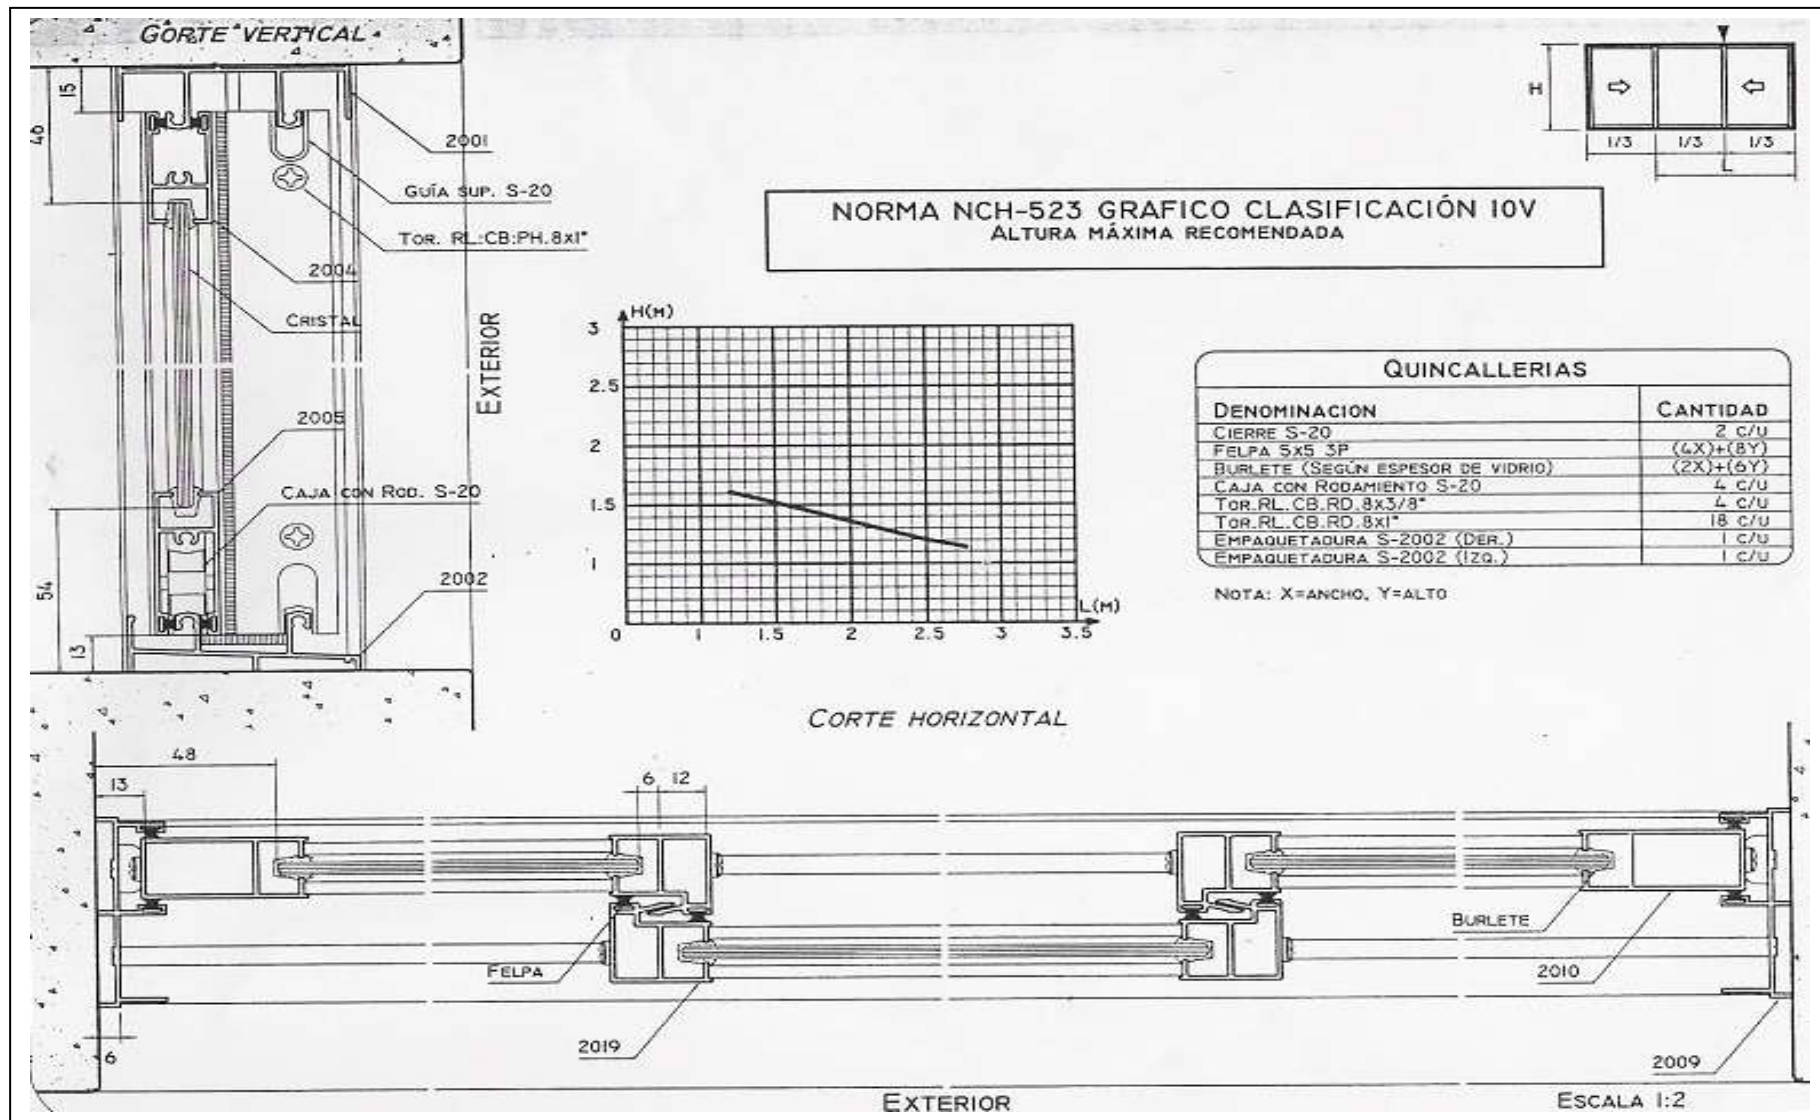 GORTE VERTICAL
15
46
2001
GUÍA SUP. S-20
TOR. RL:CB:PH.8X1"
2004
CRISTAL
EXTERIOR
2005
CAJA CON ROD. S-20
2002
54
13
H
1/3 1/3 1/3
L
NORMA NCH-523 GRAFICO CLASIFICACIÓN 10V
ALTURA MÁXIMA RECOMENDADA
H(M)
3
2.5
2
1.5
1
0 1 1.5 2 2.5 3 3.5
L(M)
QUINCALLERIAS
DENOMINACION CANTIDAD
CIERRE S-20 2 C/U
FELPA 5X5 3P (4X)+(8Y)
BURLETE (SEGÚN ESPESOR DE VIDRIO) (2X)+(6Y)
CAJA CON RODAMIENTO S-20 4 C/U
TOR.RL.CB.RD.8X3/8" 4 C/U
TOR.RL.CB.RD.8X1" 18 C/U
EMPAQUETADURA S-2002 (DER.) 1 C/U
EMPAQUETADURA S-2002 (IZQ.) 1 C/U
NOTA: X=ANCHO, Y=ALTO
CORTE HORIZONTAL
48
13
6 12
FELPA
BURLETE
2010
2019
6
2009
EXTERIOR
ESCALA 1:2